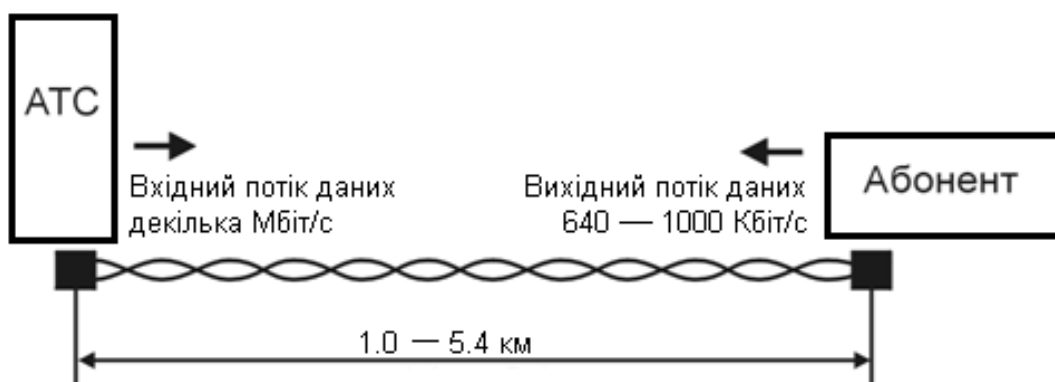 АТС
Вхідний потік даних
декілька Мбіт/с
Вихідний потік даних
640 — 1000 Кбіт/с
Абонент
1.0 — 5.4 км